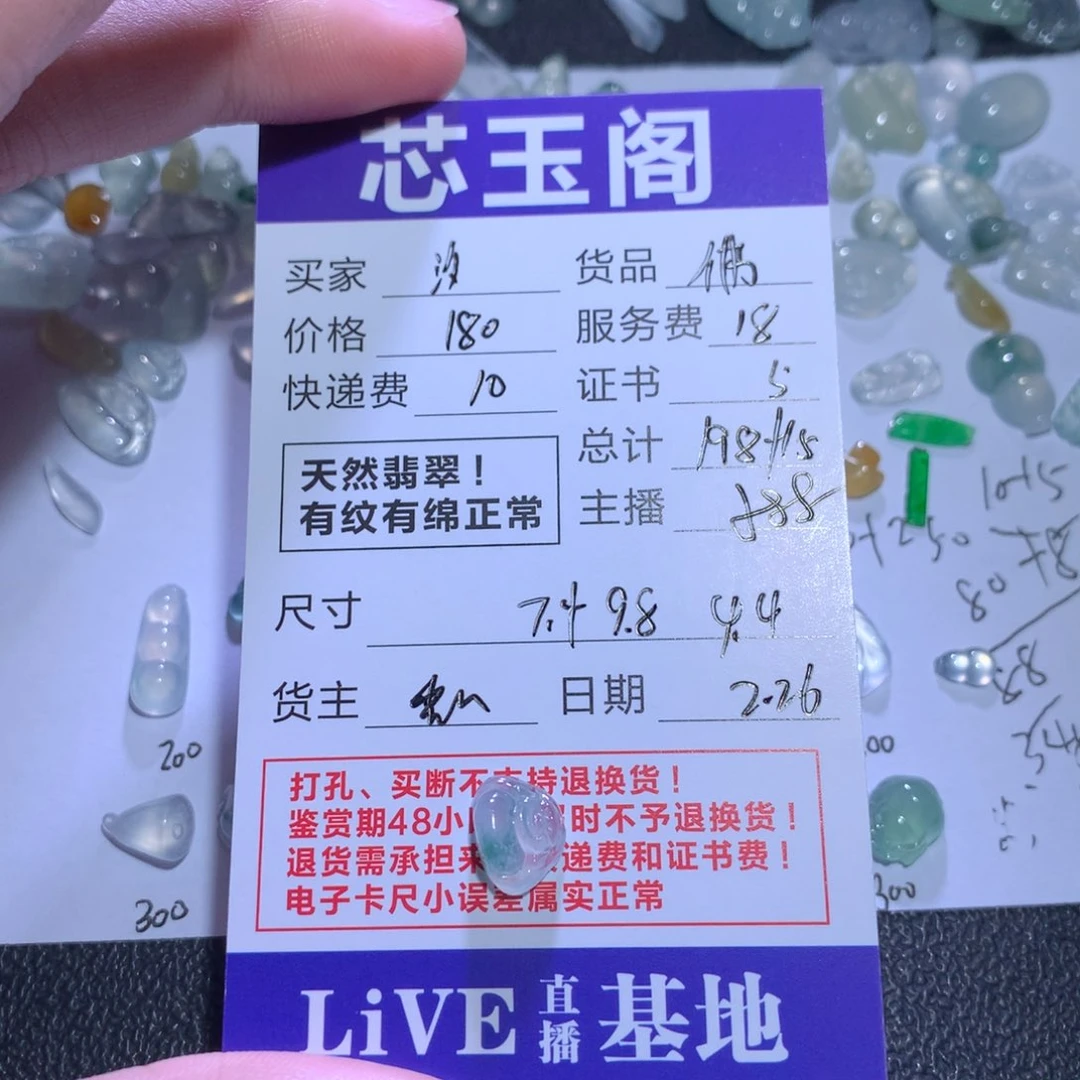 芯玉阁
买家 货品
价格 180 服务费 18
快递费 10 证书 5
总计 198+15
天然翡翠！
有纹有绵正常
主播
尺寸 7.4 9.8 4.4
货主 日期 2.26
打孔、买断不支持退换货！
鉴赏期48小 时不予退换货！
退货需承担来 递费和证书费！
电子卡尺小误差属实正常
LiVE 直播 基地
200
300
300